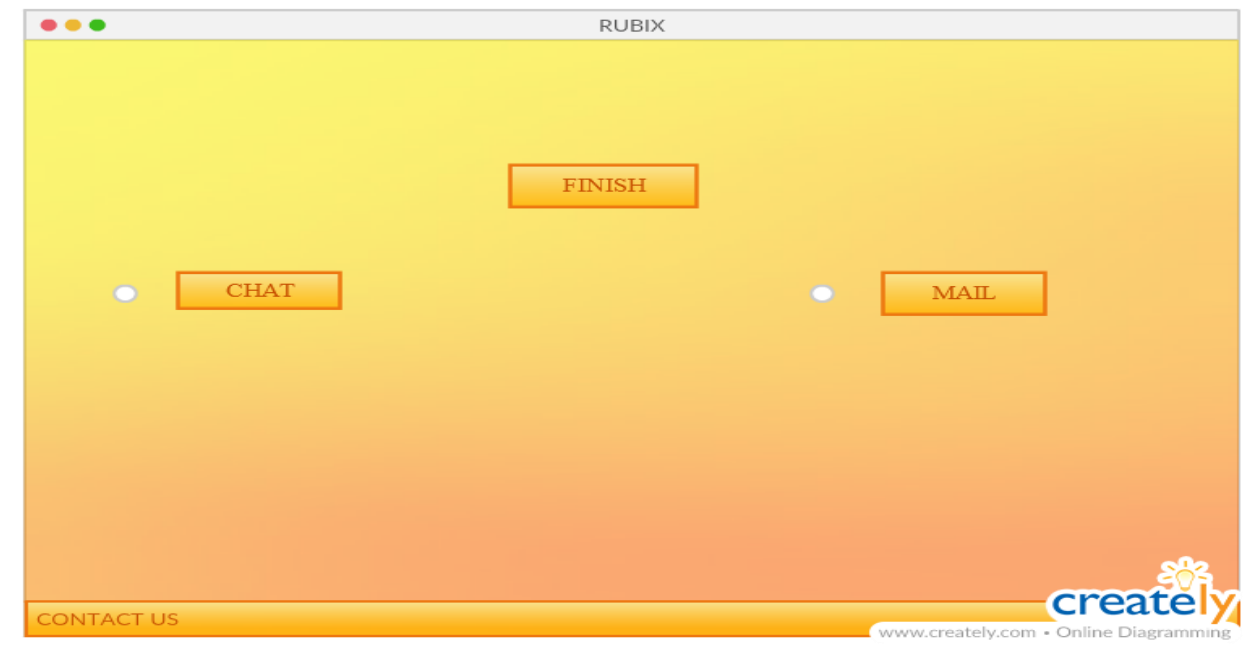 RUBIX
FINISH
CHAT
MAIL
CONTACT US
creately
www.creately.com • Online Diagramming